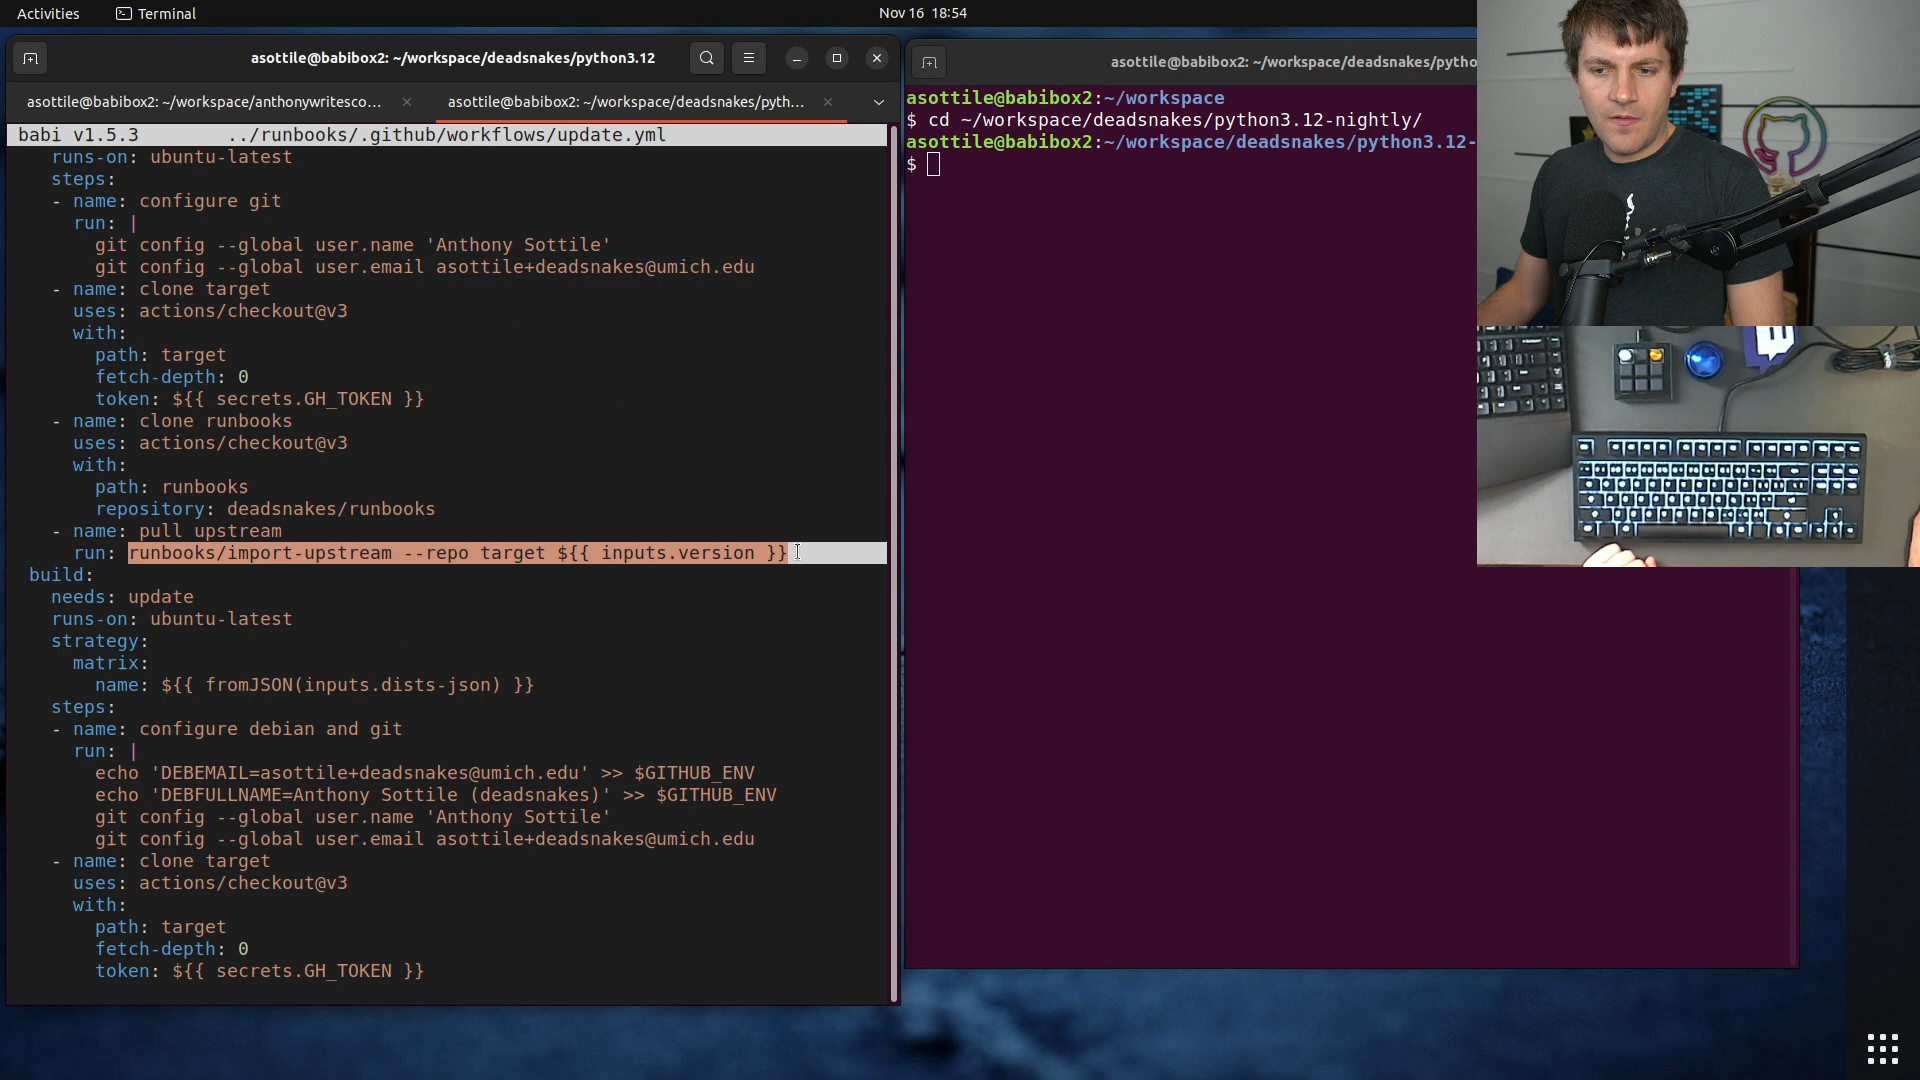 Activities
Terminal
Nov 16 18:54
asottile@babibox2: ~/workspace/deadsnakes/python3.12
asottile@babibox2: ~/workspace/anthonywritesco…
asottile@babibox2: ~/workspace/deadsnakes/pyth…
babi v1.5.3 ../runbooks/.github/workflows/update.yml
runs-on: ubuntu-latest
steps:
- name: configure git
run: |
git config --global user.name 'Anthony Sottile'
git config --global user.email asottile+deadsnakes@umich.edu
- name: clone target
uses: actions/checkout@v3
with:
path: target
fetch-depth: 0
token: ${{ secrets.GH_TOKEN }}
- name: clone runbooks
uses: actions/checkout@v3
with:
path: runbooks
repository: deadsnakes/runbooks
- name: pull upstream
run: runbooks/import-upstream --repo target ${{ inputs.version }}
build:
needs: update
runs-on: ubuntu-latest
strategy:
matrix:
name: ${{ fromJSON(inputs.dists-json) }}
steps:
- name: configure debian and git
run: |
echo 'DEBEMAIL=asottile+deadsnakes@umich.edu' >> $GITHUB_ENV
echo 'DEBFULLNAME=Anthony Sottile (deadsnakes)' >> $GITHUB_ENV
git config --global user.name 'Anthony Sottile'
git config --global user.email asottile+deadsnakes@umich.edu
- name: clone target
uses: actions/checkout@v3
with:
path: target
fetch-depth: 0
token: ${{ secrets.GH_TOKEN }}
asottile@babibox2: ~/workspace/deadsnakes/pytho
asottile@babibox2:~/workspace
$ cd ~/workspace/deadsnakes/python3.12-nightly/
asottile@babibox2:~/workspace/deadsnakes/python3.12-
$